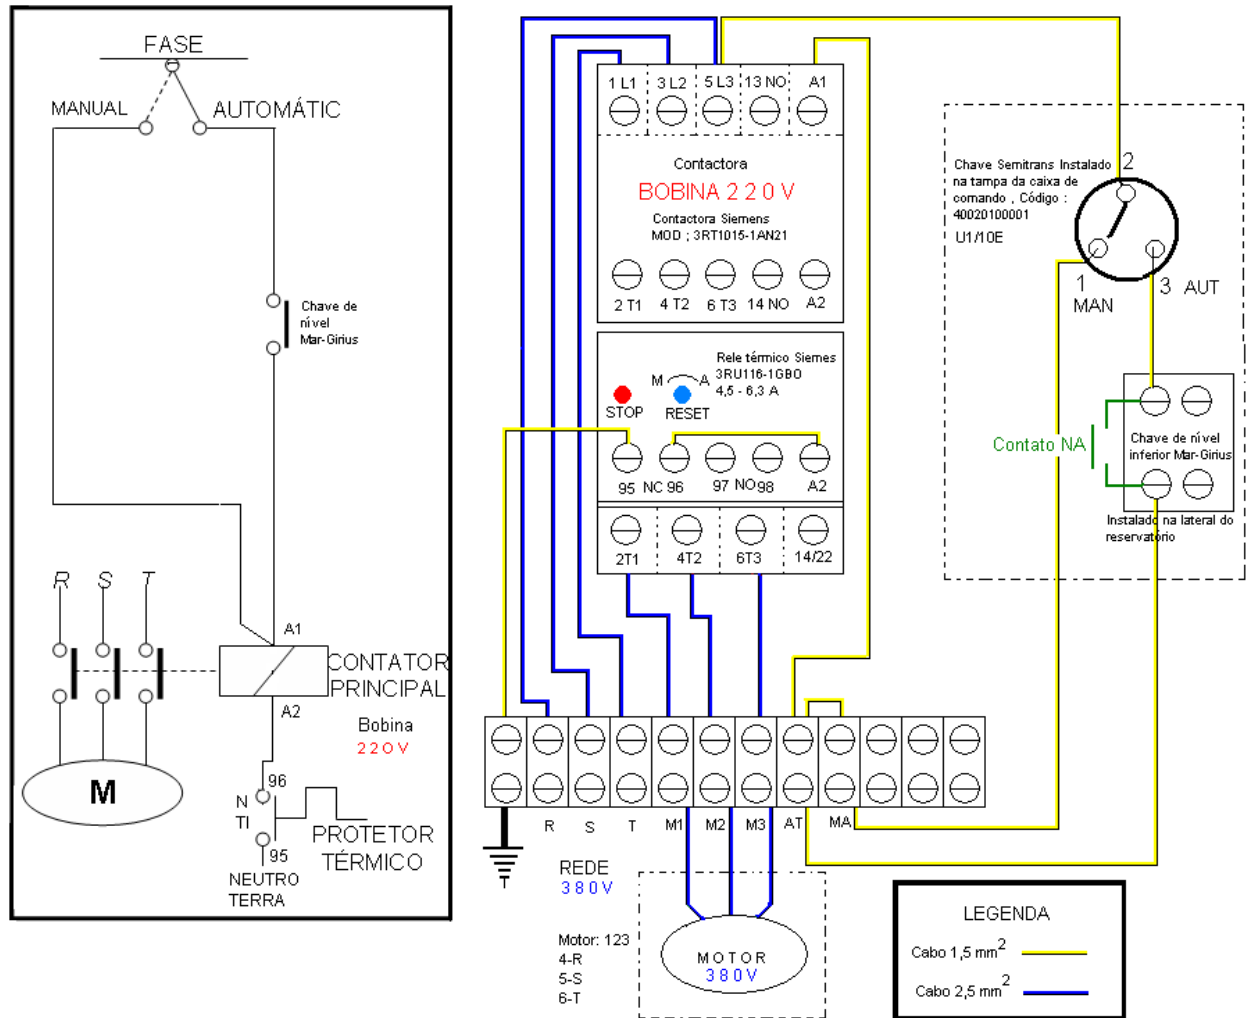 FASE
MANUAL
AUTOMÁTIC
Chave de
nível
Mar-Girius
R S T
A1
CONTATOR
PRINCIPAL
A2
Bobina
220V
96
N
TI
PROTETOR
TÉRMICO
95
NEUTRO
TERRA
M
1 L1 3 L2 5 L3 13 NO A1
Contactora
BOBINA 2 2 0 V
Contactora Siemens
MOD ; 3RT1015-1AN21
2 T1 4 T2 6 T3 14 NO A2
Rele térmico Siemes
3RU116-1GBO
4,5 - 6,3 A
M A
STOP RESET
95 NC 96 97 NO 98 A2
2T1 4T2 6T3 14/22
R S T M1 M2 M3 AT MA
T
REDE
380V
Motor: 123
4-R
5-S
6-T
MOTOR
380V
Chave Semitrans Instalado
na tampa da caixa de
comando , Código :
40020100001
U1/10E
2
1
MAN
3 AUT
Contato NA
Chave de nível
inferior Mar-Girius
Instalado na lateral do
reservatório
LEGENDA
Cabo 1,5 mm²
Cabo 2,5 mm²